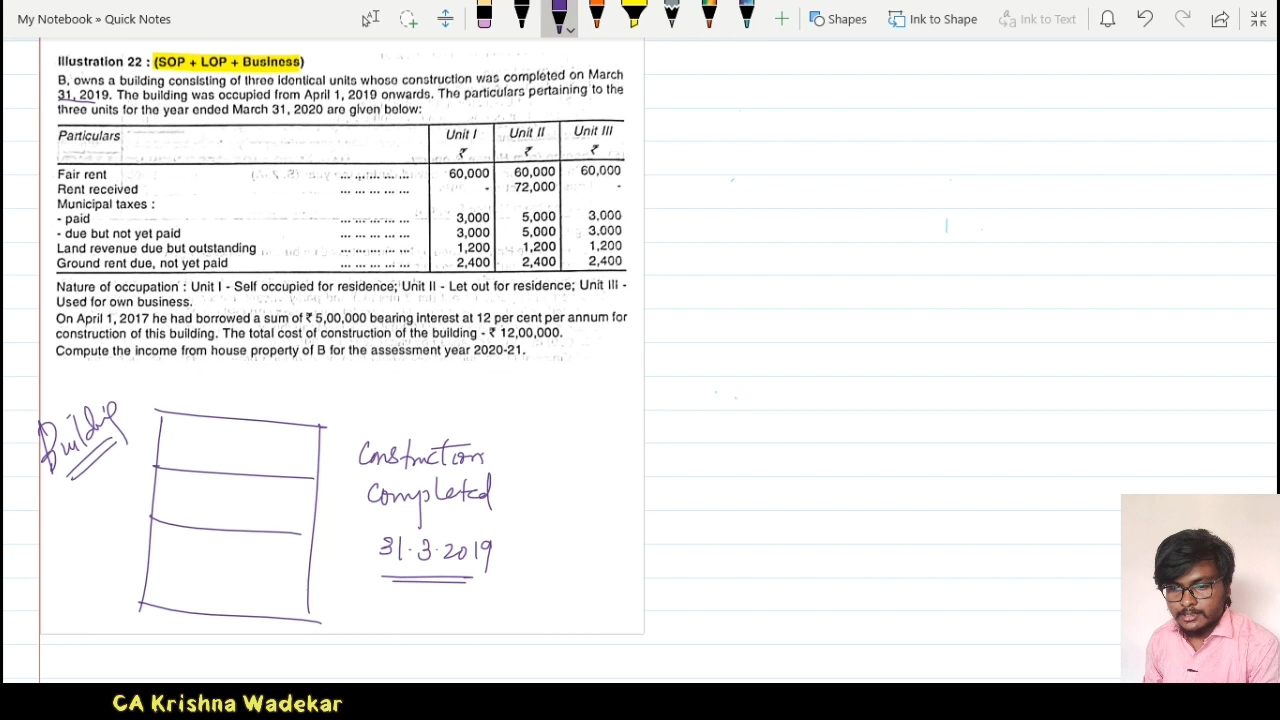 My Notebook » Quick Notes
Shapes
Ink to Shape
Ink to Text
Illustration 22 : (SOP + LOP + Business)
B, owns a building consisting of three identical units whose construction was completed on March
31, 2019. The building was occupied from April 1, 2019 onwards. The particulars pertaining to the
three units for the year ended March 31, 2020 are given below:
Particulars Unit I Unit II Unit III
₹ ₹ ₹
Fair rent ... ... ... ... ... 60,000 60,000 60,000
Rent received ... ... ... ... ... - 72,000 -
Municipal taxes :
- paid ... ... ... ... ... 3,000 5,000 3,000
- due but not yet paid ... ... ... ... ... 3,000 5,000 3,000
Land revenue due but outstanding ... ... ... ... ... 1,200 1,200 1,200
Ground rent due, not yet paid ... ... ... ... ... 2,400 2,400 2,400
Nature of occupation : Unit I - Self occupied for residence; Unit II - Let out for residence; Unit III -
Used for own business.
On April 1, 2017 he had borrowed a sum of ₹ 5,00,000 bearing interest at 12 per cent per annum for
construction of this building. The total cost of construction of the building - ₹ 12,00,000.
Compute the income from house property of B for the assessment year 2020-21.
Building
Construction
Completed
31.3.2019
CA Krishna Wadekar